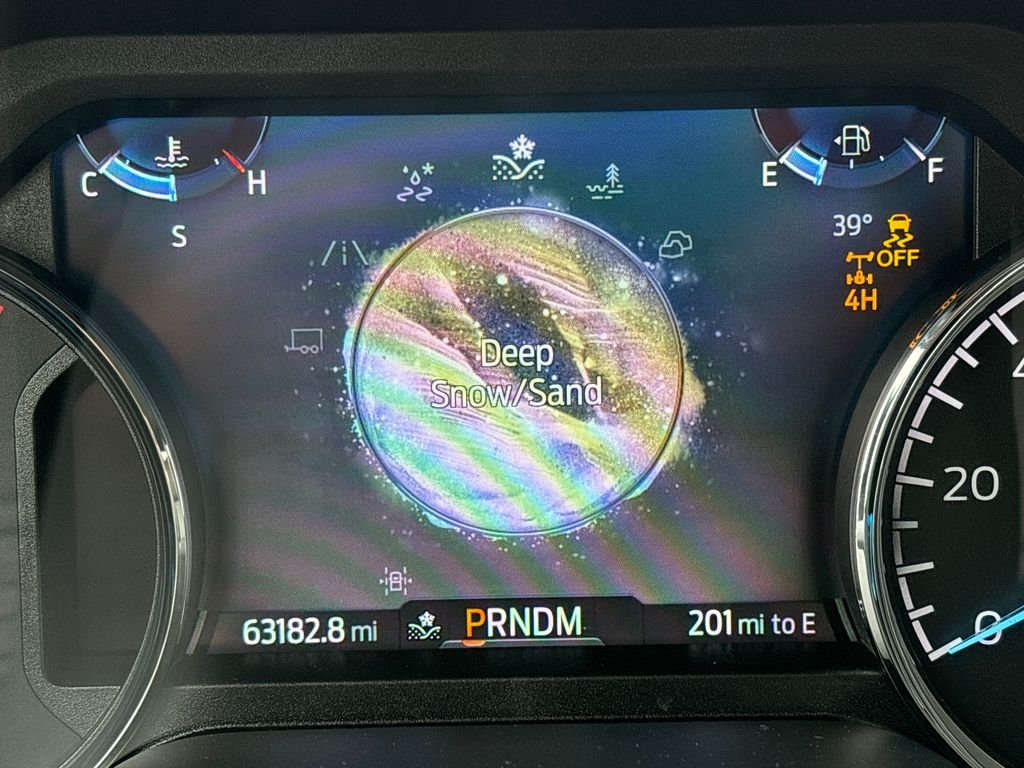 C
H
E
F
S
39°
OFF
4H
Deep
Snow/Sand
20
0
63182.8 mi
PRNDM
201 mi to E